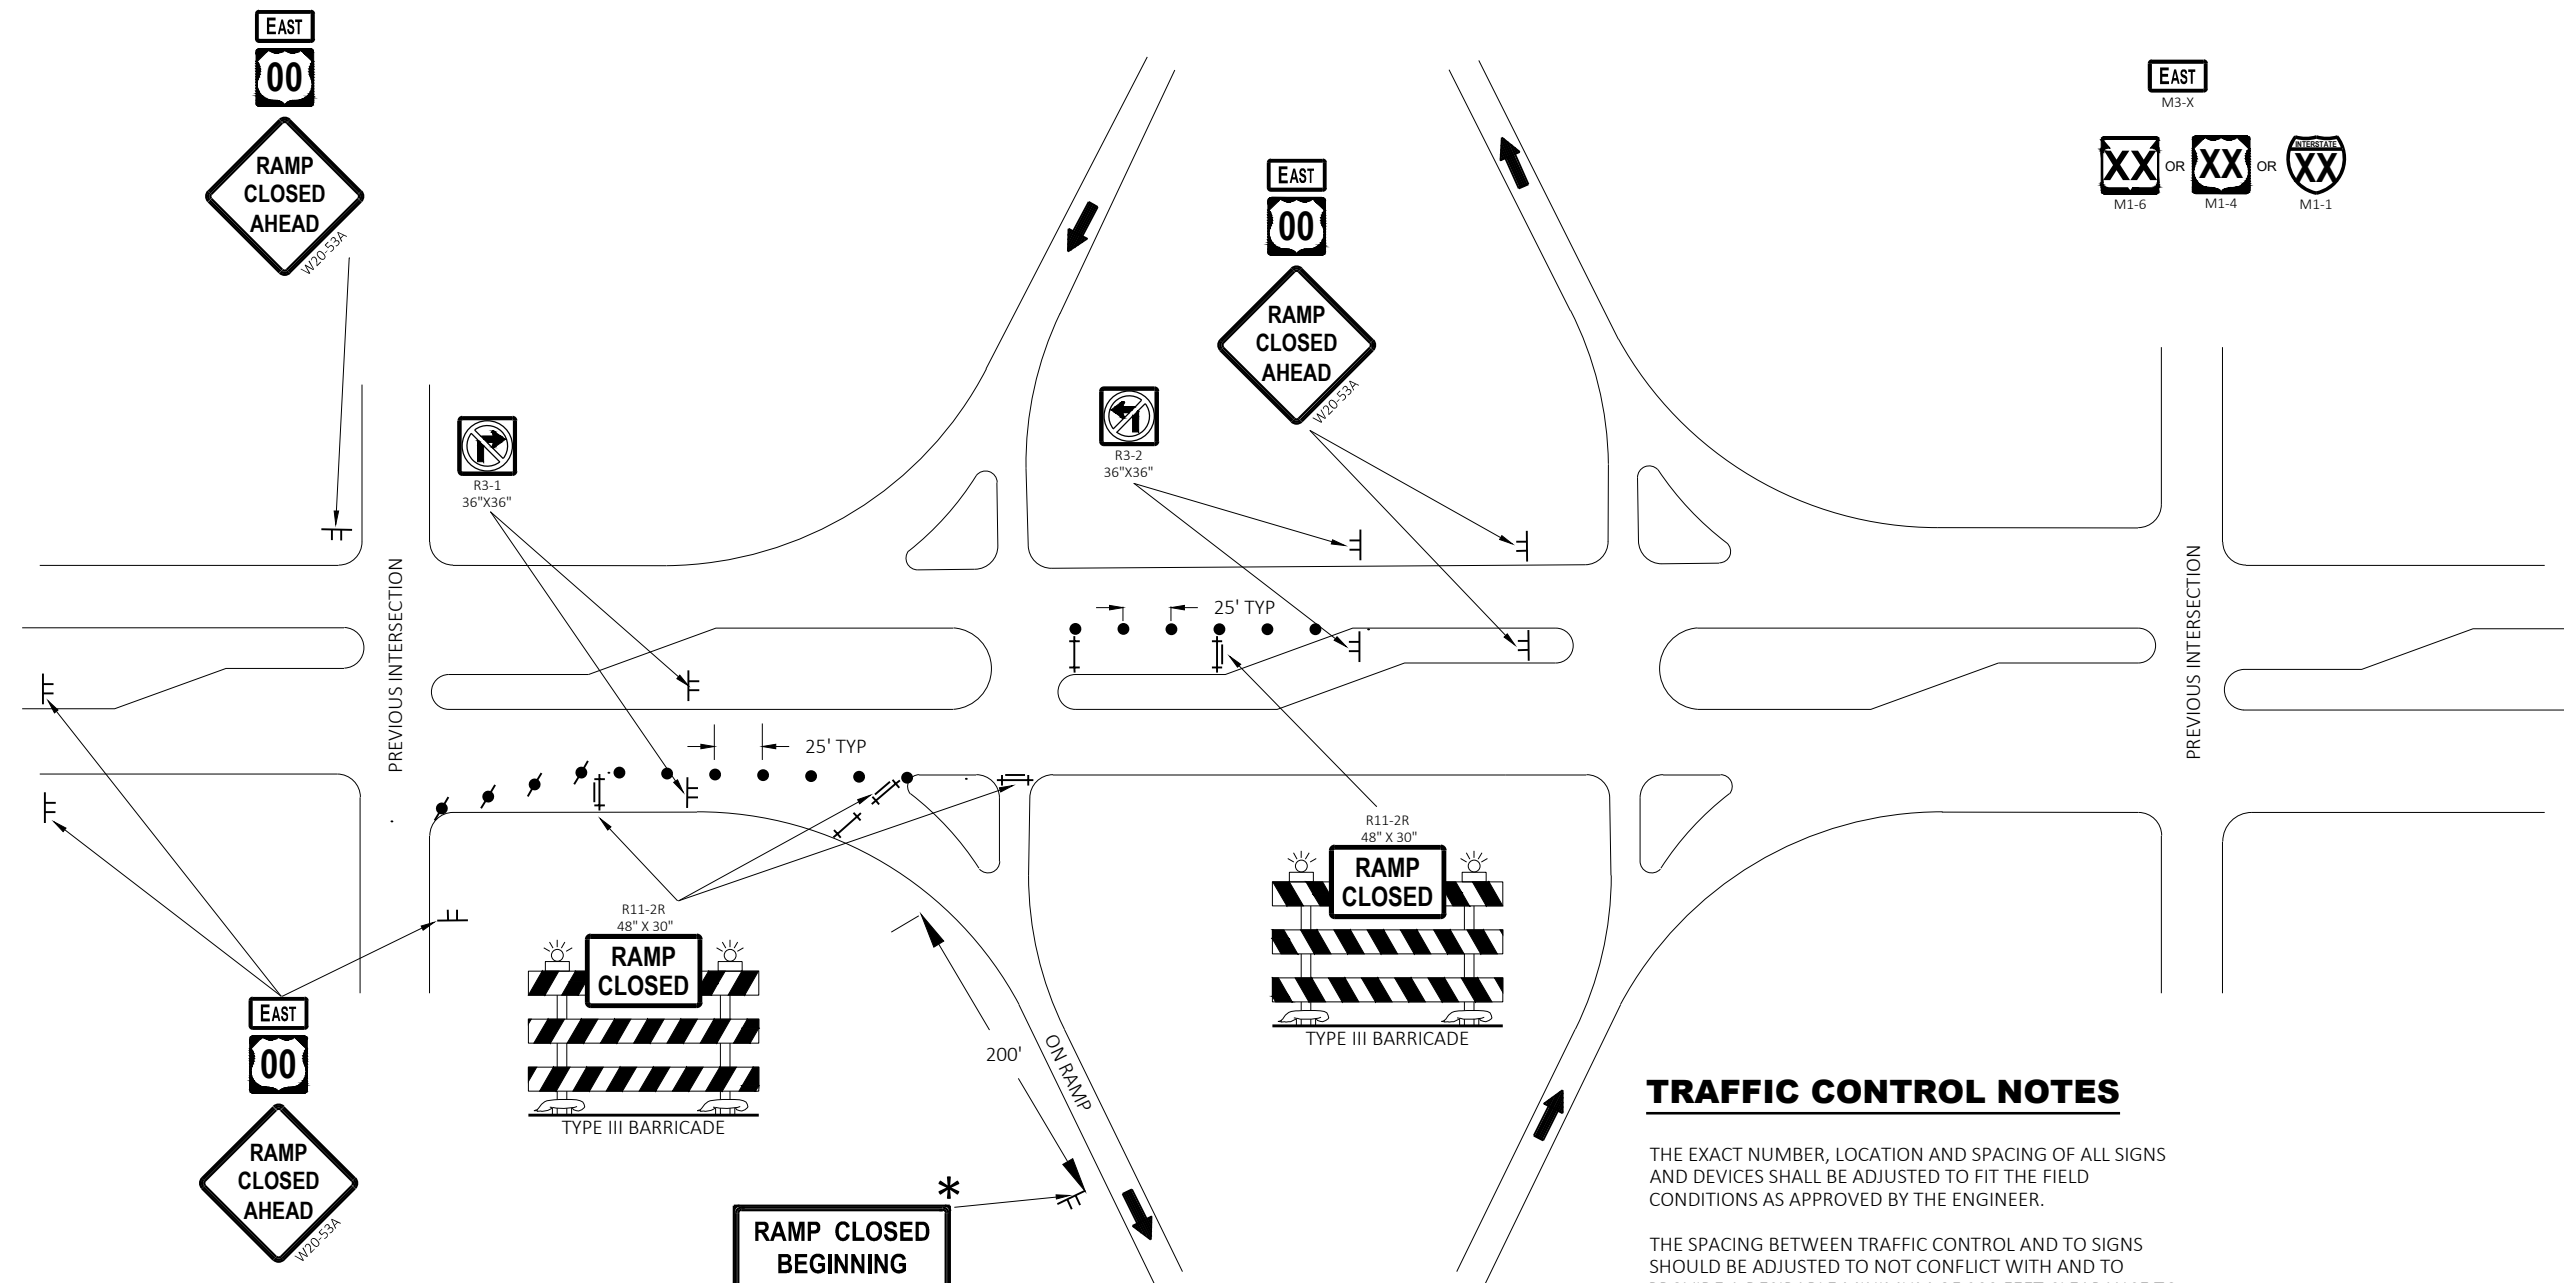 EAST
00
RAMP
CLOSED
AHEAD
W20-53A
EAST
00
RAMP
CLOSED
AHEAD
W20-53A
EAST
M3-X
XX OR XX OR INTERSTATE XX
M1-6 M1-4 M1-1
R3-1
36"X36"
R3-2
36"X36"
PREVIOUS INTERSECTION
25' TYP
25' TYP
PREVIOUS INTERSECTION
R11-2R
48" X 30"
RAMP
CLOSED
TYPE III BARRICADE
R11-2R
48" X 30"
RAMP
CLOSED
TYPE III BARRICADE
EAST
00
RAMP
CLOSED
AHEAD
W20-53A
200'
ON RAMP
*
RAMP CLOSED
BEGINNING
TRAFFIC CONTROL NOTES
THE EXACT NUMBER, LOCATION AND SPACING OF ALL SIGNS
AND DEVICES SHALL BE ADJUSTED TO FIT THE FIELD
CONDITIONS AS APPROVED BY THE ENGINEER.
THE SPACING BETWEEN TRAFFIC CONTROL AND TO SIGNS
SHOULD BE ADJUSTED TO NOT CONFLICT WITH AND TO